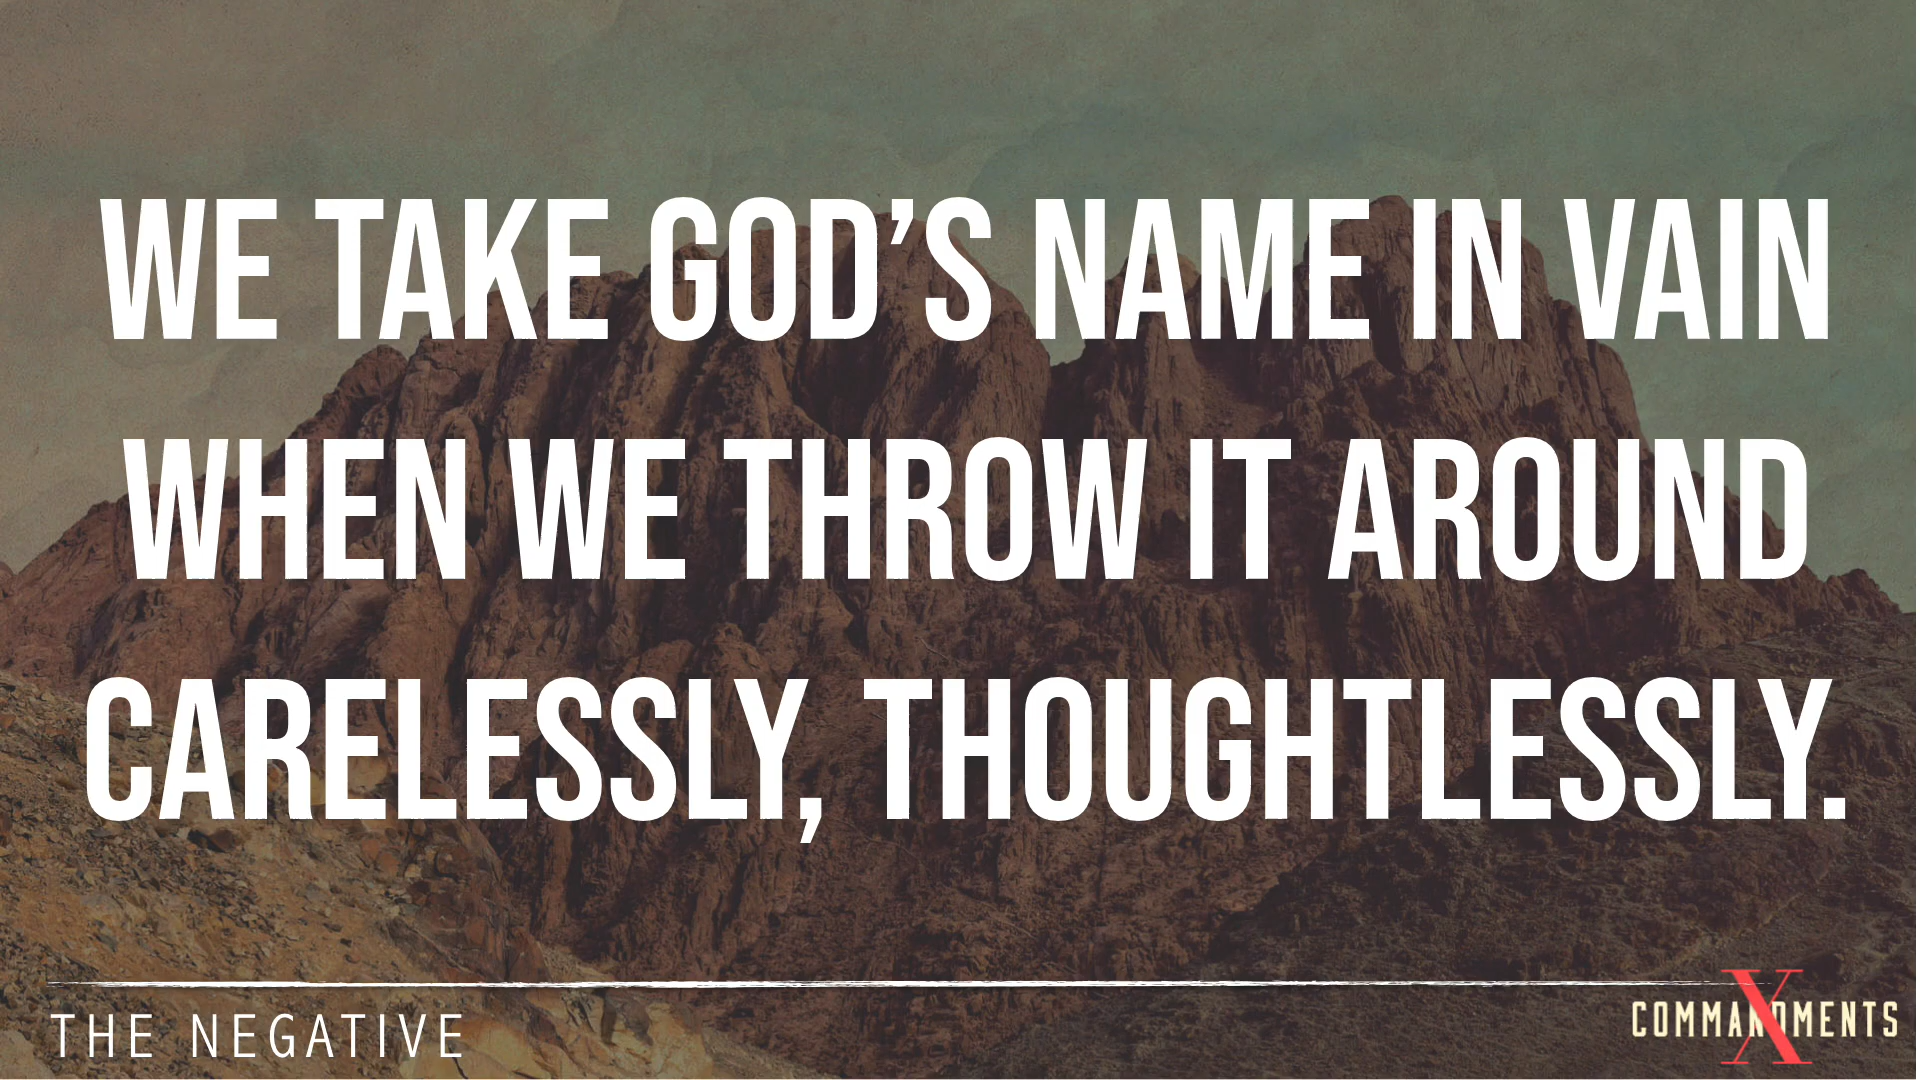 WE TAKE GOD’S NAME IN VAIN
WHEN WE THROW IT AROUND
CARELESSLY, THOUGHTLESSLY.
THE NEGATIVE
X
COMMANDMENTS